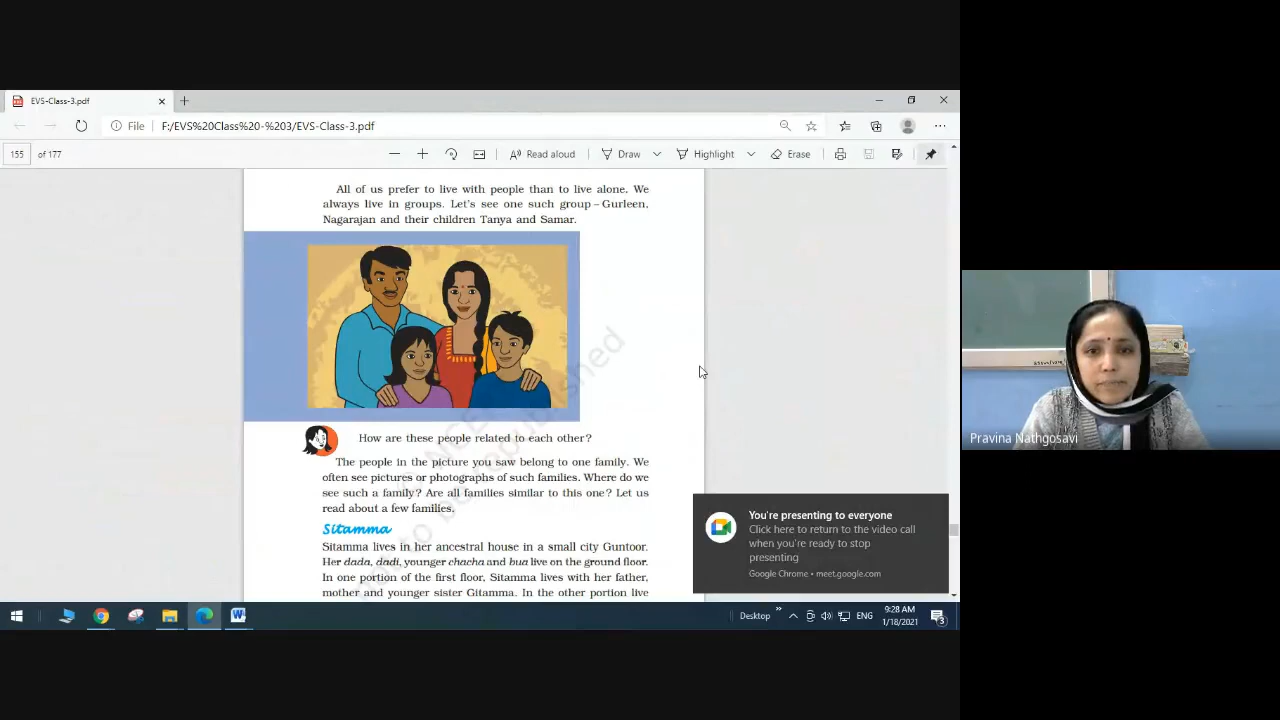 EVS-Class-3.pdf
File F:/EVS%20Class%20-%203/EVS-Class-3.pdf
155 of 177 Read aloud Draw Highlight Erase
All of us prefer to live with people than to live alone. We
always live in groups. Let's see one such group – Gurleen,
Nagarajan and their children Tanya and Samar.
How are these people related to each other?
The people in the picture you saw belong to one family. We
often see pictures or photographs of such families. Where do we
see such a family? Are all families similar to this one? Let us
read about a few families.
Sitamma
Sitamma lives in her ancestral house in a small city Guntoor.
Her dada, dadi, younger chacha and bua live on the ground floor.
In one portion of the first floor, Sitamma lives with her father,
mother and younger sister Gitamma. In the other portion live
not to be republished
You're presenting to everyone
Click here to return to the video call
when you're ready to stop
presenting
Google Chrome • meet.google.com
Desktop ENG
9:28 AM
1/18/2021
3
Pravina Nathgosavi